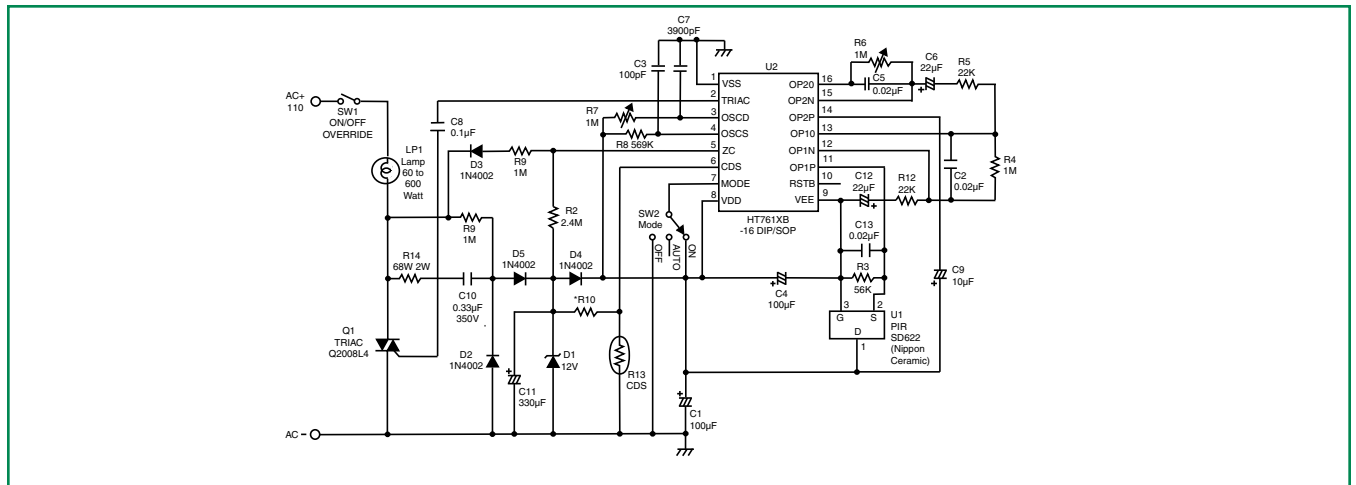 C7
3900pF
C3
100pF
AC+
110
SW1
ON/OFF
OVERRIDE
C8
0.1µF
LP1
Lamp
60 to
600
Watt
D3
1N4002
R9
1M
R7
1M
R8 569K
U2
1
VSS
2
TRIAC
3
OSCD
4
OSCS
5
ZC
6
CDS
7
MODE
8
VDD
16
OP20
15
OP2N
14
OP2P
13
OP10
12
OP1N
11
OP1P
10
RSTB
9
VEE
HT761XB
-16 DIP/SOP
R6
1M
C5
0.02µF
C6
22µF
+
R5
22K
R4
1M
C2
0.02µF
C12
22µF
+
R12
22K
C13
0.02µF
R3
56K
R2
2.4M
R9
1M
SW2
Mode
OFF
AUTO
ON
R14
68W 2W
C10
0.33µF
350V
D5
1N4002
D4
1N4002
*R10
+
C4
100µF
C9
10µF
+
3
2
G
S
D
1
U1
PIR
SD622
(Nippon
Ceramic)
Q1
TRIAC
Q2008L4
D2
1N4002
+
C11
330µF
D1
12V
R13
CDS
+
C1
100µF
AC -